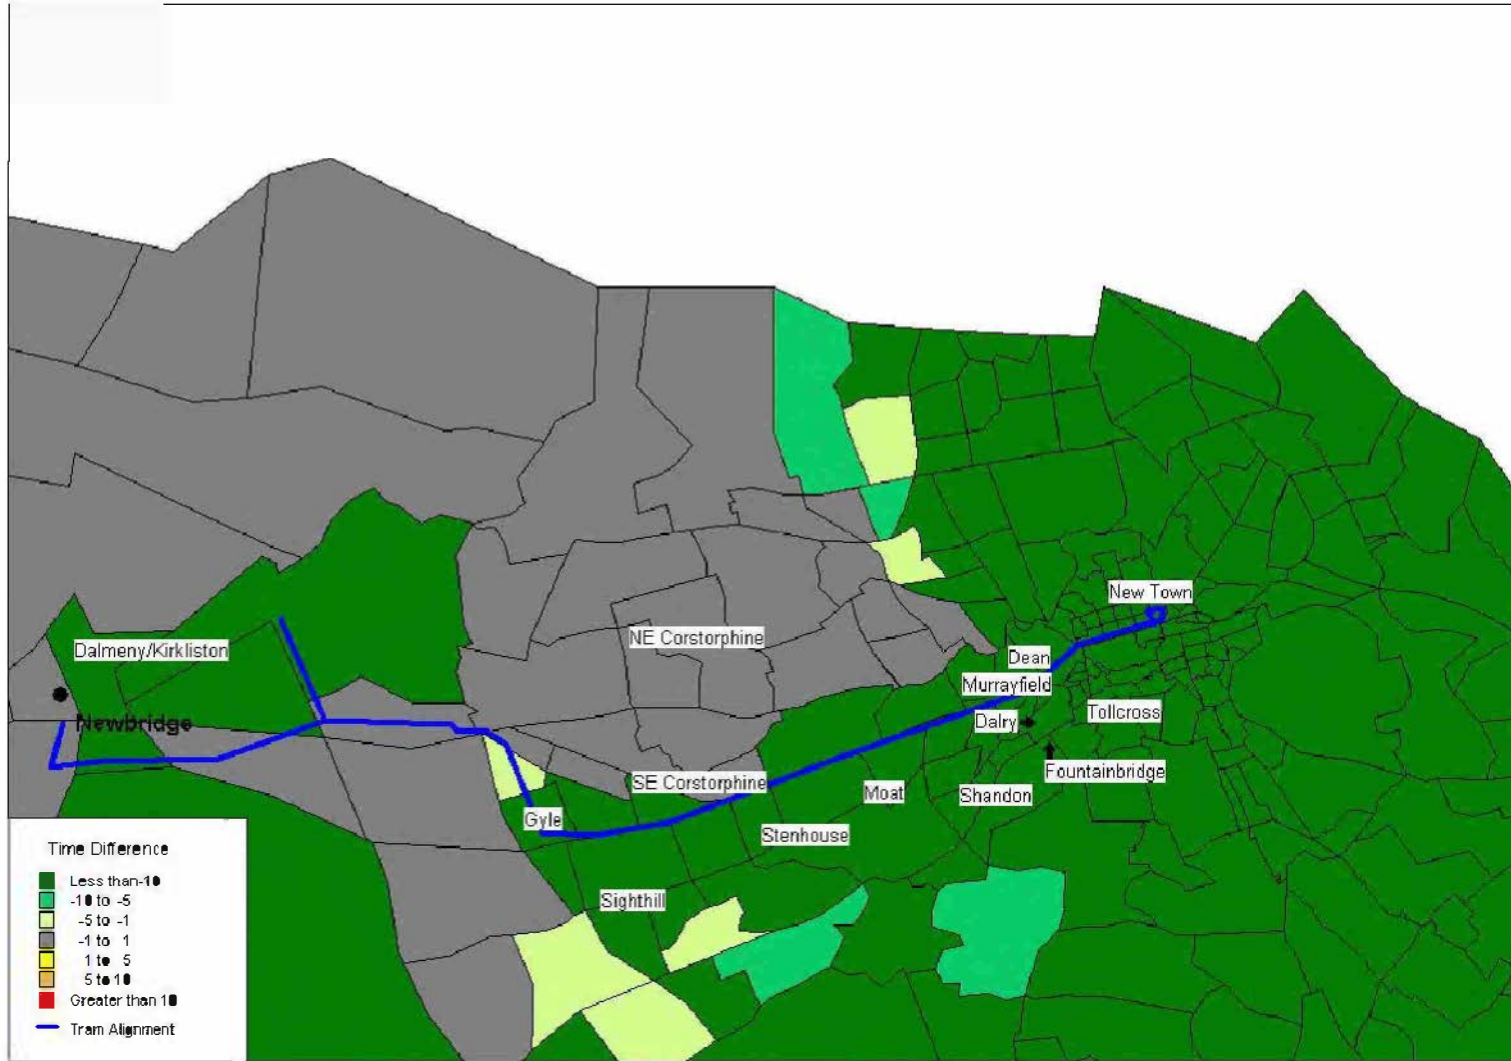 New Town
NE Corstorphine
Dalmeny/Kirkliston
Dean
Murrayfield
Newbridge
Dalry
Tollcross
Fountainbridge
SE Corstorphine
Moat
Shandon
Gyle
Stenhouse
Sighthill
Time Difference
Less than-10
-10 to -5
-5 to -1
-1 to 1
1 to 5
5 to 10
Greater than 10
Tram Alignment